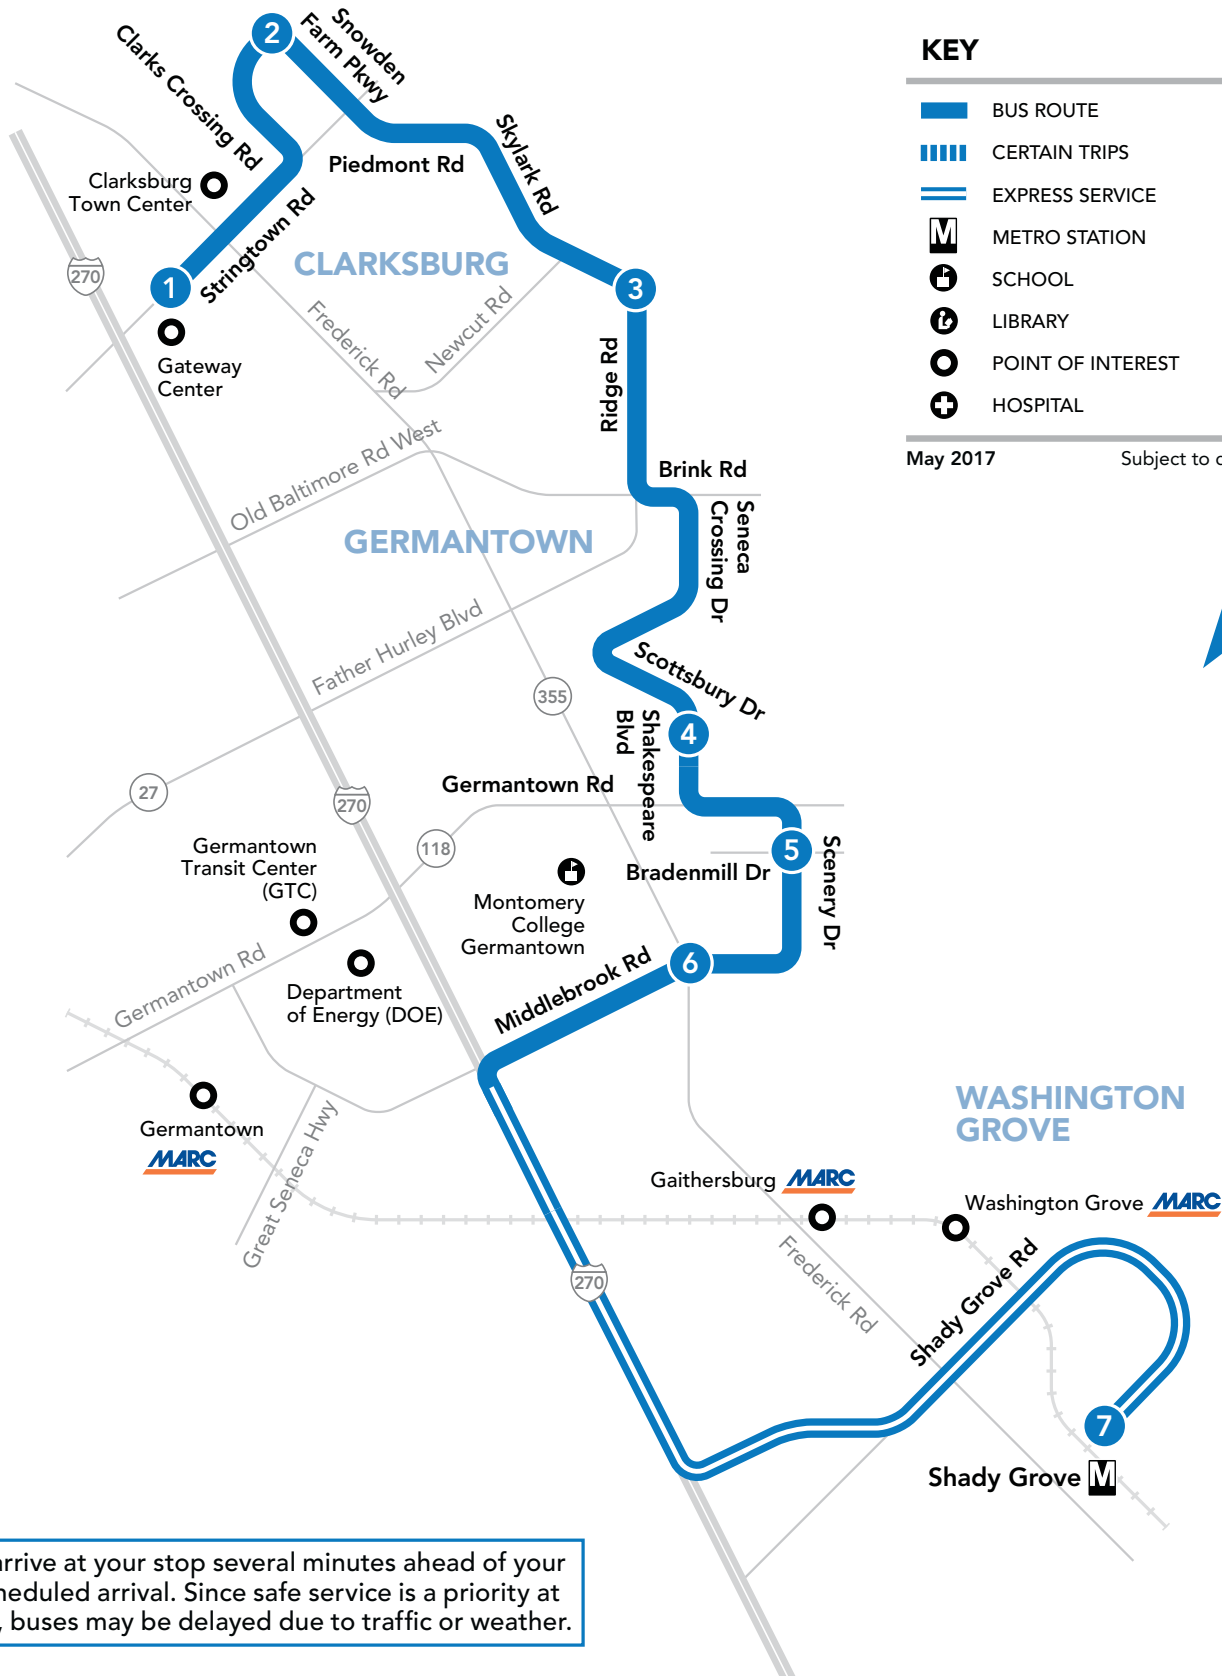 2
Snowden
Farm Pkwy
Clarks Crossing Rd
Piedmont Rd
Skylark Rd
Clarksburg
Town Center
Stringtown Rd
CLARKSBURG
270
1
3
Gateway
Center
Frederick Rd
Newcut Rd
Ridge Rd
Old Baltimore Rd West
Brink Rd
Seneca
Crossing Dr
GERMANTOWN
Father Hurley Blvd
Scottsbury Dr
355
Shakespeare
Blvd
4
27
270
Germantown Rd
118
Germantown
Transit Center
(GTC)
5
Scenery Dr
Bradenmill Dr
Montomery
College
Germantown
Germantown Rd
Department
of Energy (DOE)
Middlebrook Rd
6
Germantown
MARC
Great Seneca Hwy
WASHINGTON
GROVE
Gaithersburg MARC
Washington Grove MARC
270
Frederick Rd
Shady Grove Rd
7
Shady Grove M
KEY
BUS ROUTE
CERTAIN TRIPS
EXPRESS SERVICE
M METRO STATION
SCHOOL
LIBRARY
POINT OF INTEREST
HOSPITAL
May 2017 Subject to
arrive at your stop several minutes ahead of your
heduled arrival. Since safe service is a priority at
, buses may be delayed due to traffic or weather.